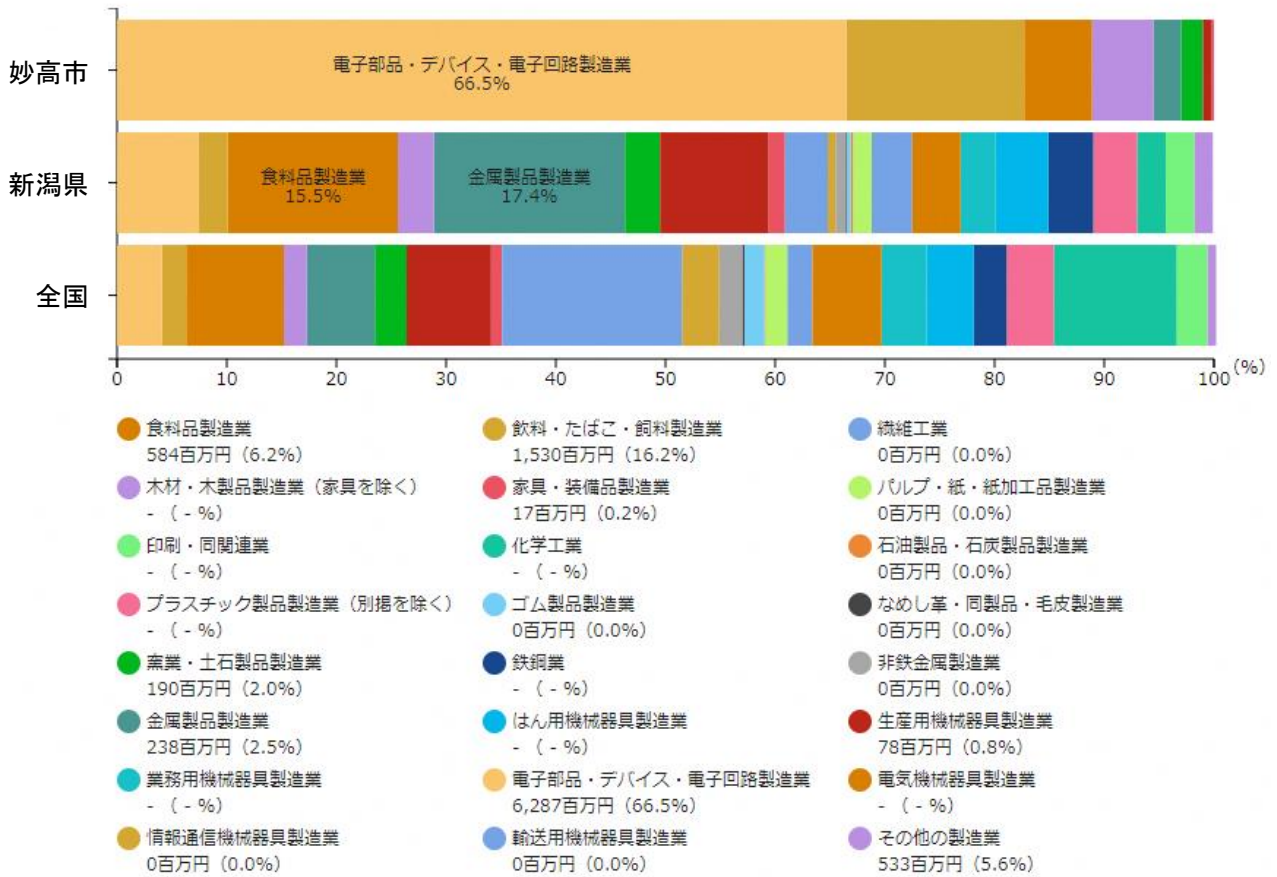 妙高市
電子部品・デバイス・電子回路製造業
66.5%
新潟県
食料品製造業
15.5%
金属製品製造業
17.4%
全国
0 10 20 30 40 50 60 70 80 90 100 (%)
食料品製造業
584百万円（6.2%）
飲料・たばこ・飼料製造業
1,530百万円（16.2%）
繊維工業
0百万円（0.0%）
木材・木製品製造業（家具を除く）
- （ - %）
家具・装備品製造業
17百万円（0.2%）
パルプ・紙・紙加工品製造業
0百万円（0.0%）
印刷・同関連業
- （ - %）
化学工業
- （ - %）
石油製品・石炭製品製造業
0百万円（0.0%）
プラスチック製品製造業（別掲を除く）
- （ - %）
ゴム製品製造業
0百万円（0.0%）
なめし革・同製品・毛皮製造業
0百万円（0.0%）
窯業・土石製品製造業
190百万円（2.0%）
鉄鋼業
- （ - %）
非鉄金属製造業
0百万円（0.0%）
金属製品製造業
238百万円（2.5%）
はん用機械器具製造業
- （ - %）
生産用機械器具製造業
78百万円（0.8%）
業務用機械器具製造業
- （ - %）
電子部品・デバイス・電子回路製造業
6,287百万円（66.5%）
電気機械器具製造業
- （ - %）
情報通信機械器具製造業
0百万円（0.0%）
輸送用機械器具製造業
0百万円（0.0%）
その他の製造業
533百万円（5.6%）